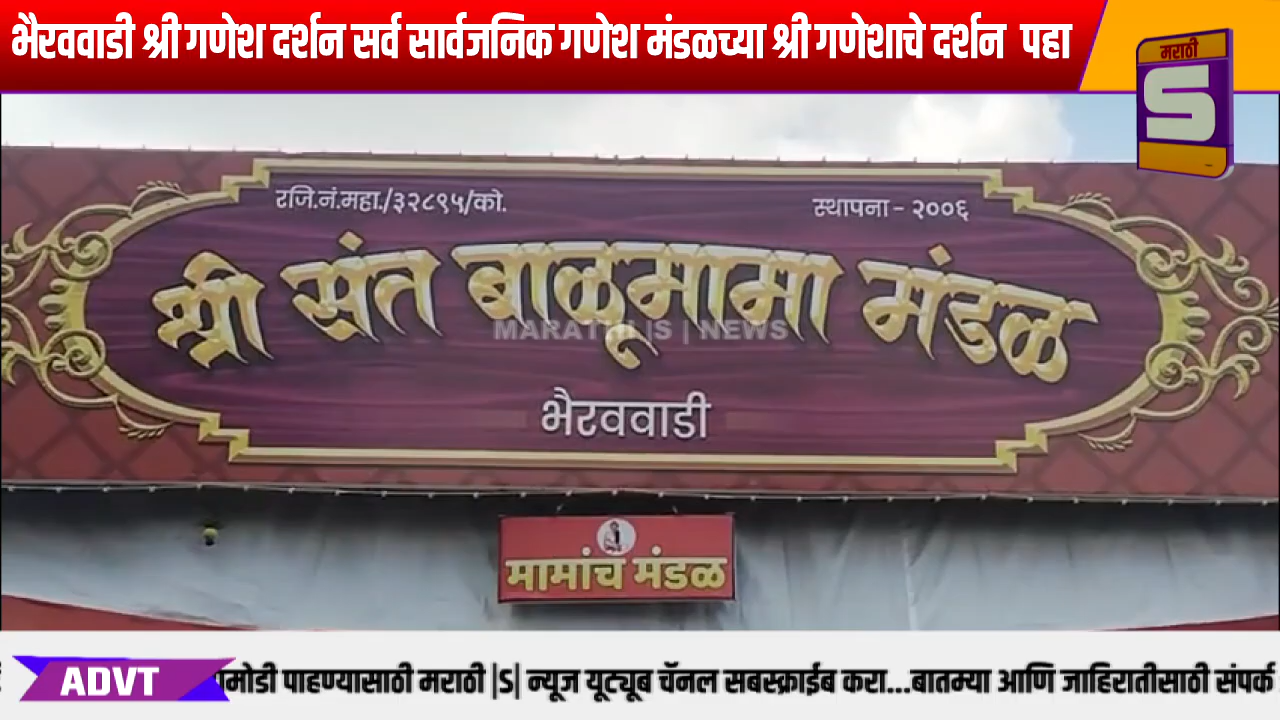 भैरववाडी श्री गणेश दर्शन सर्व सार्वजनिक गणेश मंडळच्या श्री गणेशाचे दर्शन पहा
मराठी
S
रजि.नं.महा./३२८९५/को.
स्थापना - २००६
श्री संत बाळूमामा मंडळ
MARATHI |S | NEWS
भैरववाडी
मामांचं मंडळ
ADVT
मोडी पाहण्यासाठी मराठी |S| न्यूज यूट्यूब चॅनल सबस्क्राईब करा...बातम्या आणि जाहिरातीसाठी संपर्क